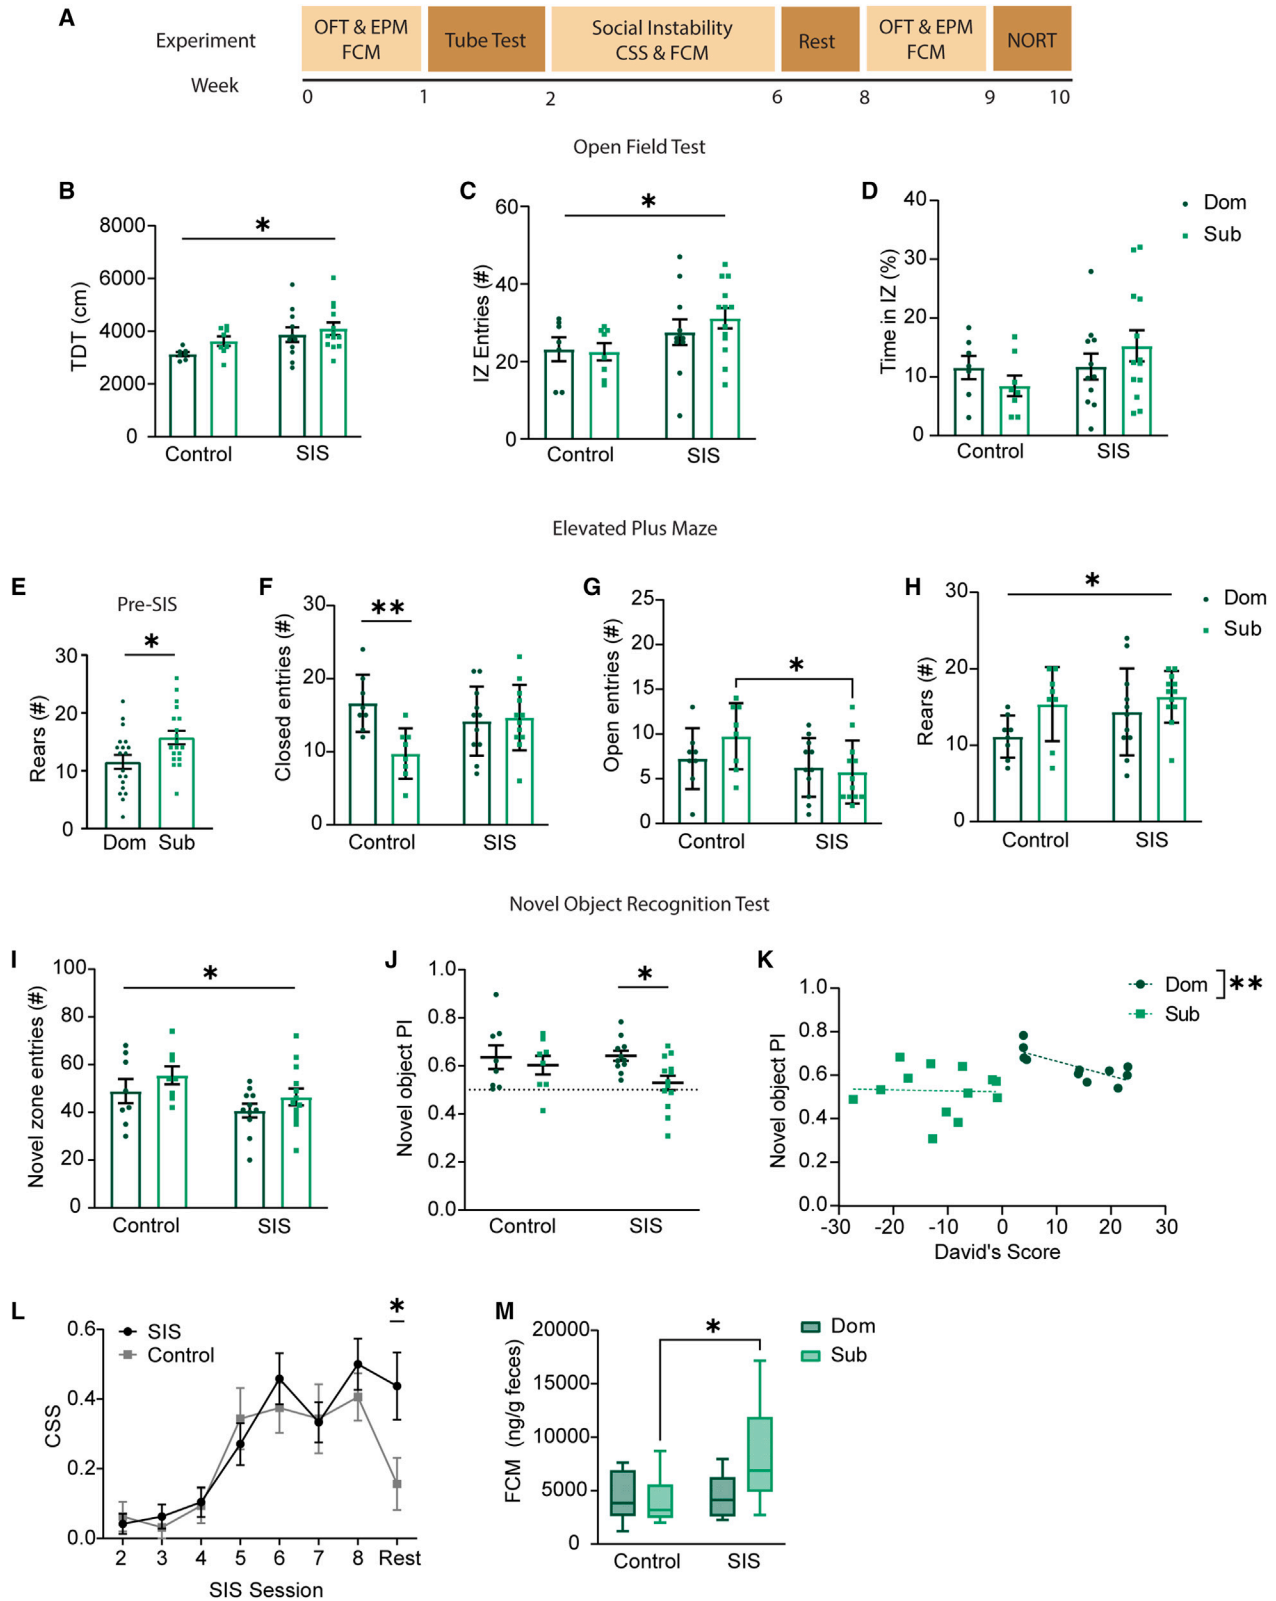 A
Experiment
OFT & EPM
FCM
Tube Test
Social Instability
CSS & FCM
Rest
OFT & EPM
FCM
NORT
Week
0 1 2 6 8 9 10
Open Field Test
B
TDT (cm)
8000
6000
4000
2000
0
*
Control SIS
C
IZ Entries (#)
60
40
20
0
*
Control SIS
D
Time in IZ (%)
40
30
20
10
0
Control SIS
Dom
Sub
Elevated Plus Maze
E
Pre-SIS
*
Rears (#)
30
20
10
0
Dom Sub
F
Closed entries (#)
30
20
10
0
**
Control SIS
G
Open entries (#)
25
20
15
10
5
0
*
Control SIS
H
Rears (#)
30
20
10
0
*
Control SIS
Dom
Sub
Novel Object Recognition Test
I
Novel zone entries (#)
100
80
60
40
20
0
*
Control SIS
J
Novel object PI
1.0
0.8
0.6
0.4
0.2
0.0
*
Control SIS
K
Novel object PI
1.0
0.8
0.6
0.4
0.2
0.0
-30 -20 -10 0 10 20 30
David's Score
Dom
Sub
**
L
CSS
0.6
0.4
0.2
0.0
SIS
Control
*
2 3 4 5 6 7 8 Rest
SIS Session
M
FCM (ng/g feces)
20000
15000
10000
5000
0
*
Control SIS
Dom
Sub